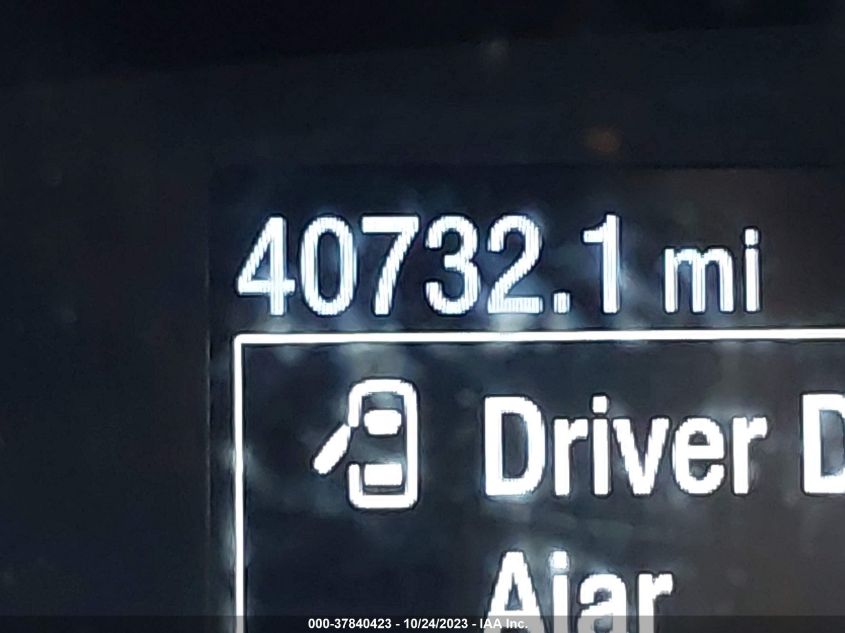 40732.1 mi
Driver D
Ajar
000-37840423 - 10/24/2023 - IAA Inc.